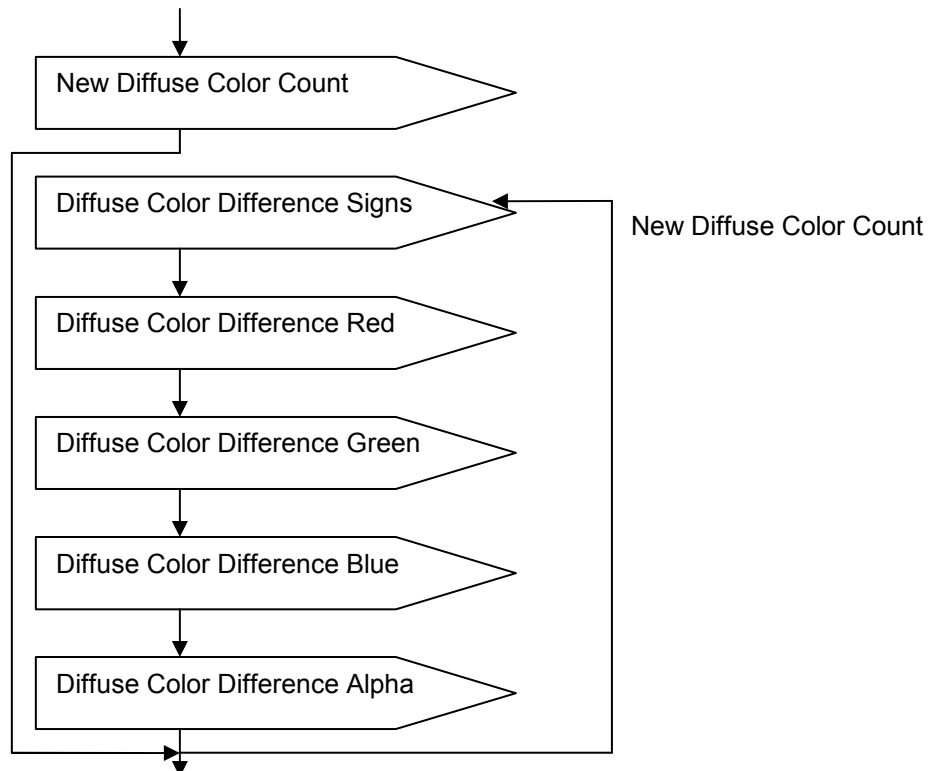 New Diffuse Color Count
Diffuse Color Difference Signs
New Diffuse Color Count
Diffuse Color Difference Red
Diffuse Color Difference Green
Diffuse Color Difference Blue
Diffuse Color Difference Alpha